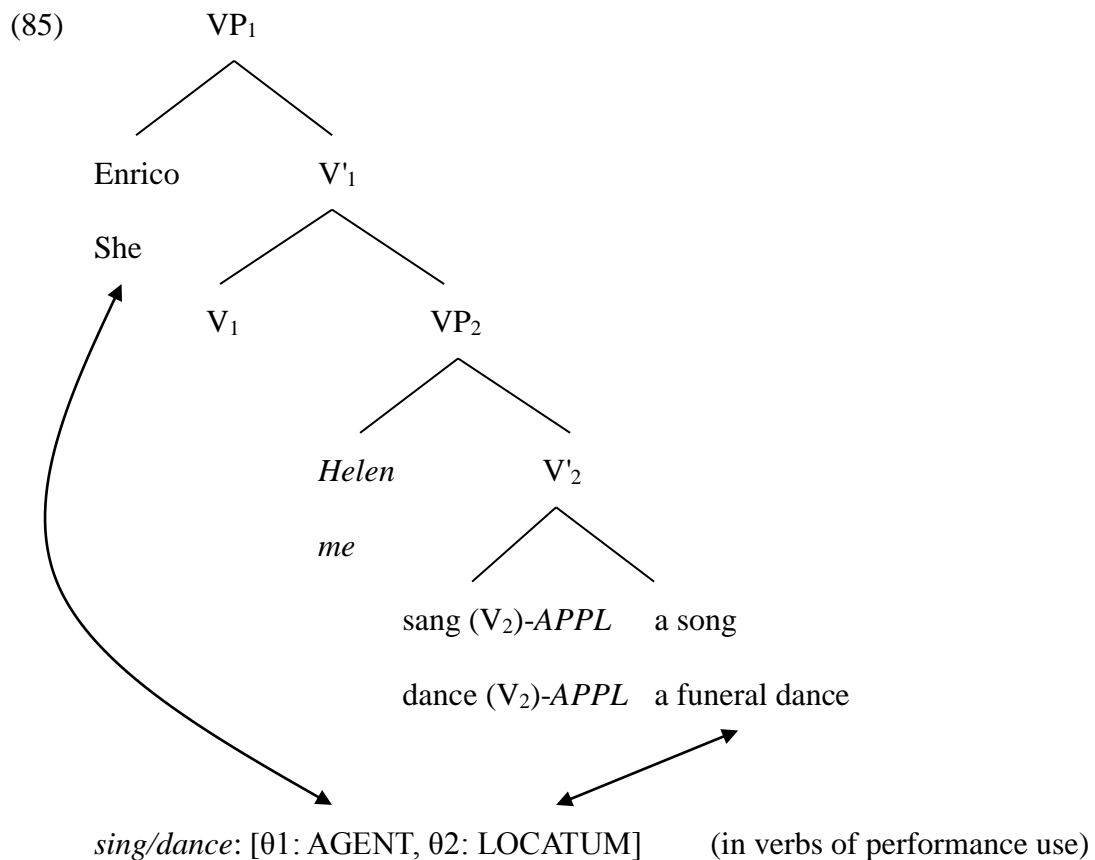 (85) VP₁
Enrico V'₁
She
V₁ VP₂
Helen V'₂
me
sang (V₂)-APPL a song
dance (V₂)-APPL a funeral dance
sing/dance: [θ1: AGENT, θ2: LOCATUM] (in verbs of performance use)